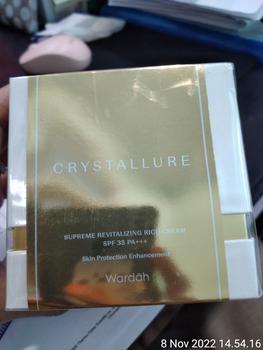 CRYSTALLURE
SUPREME REVITALIZING RICH CREAM
SPF 35 PA+++
Skin Protection Enhancement
Wardah
8 Nov 2022 14.54.16